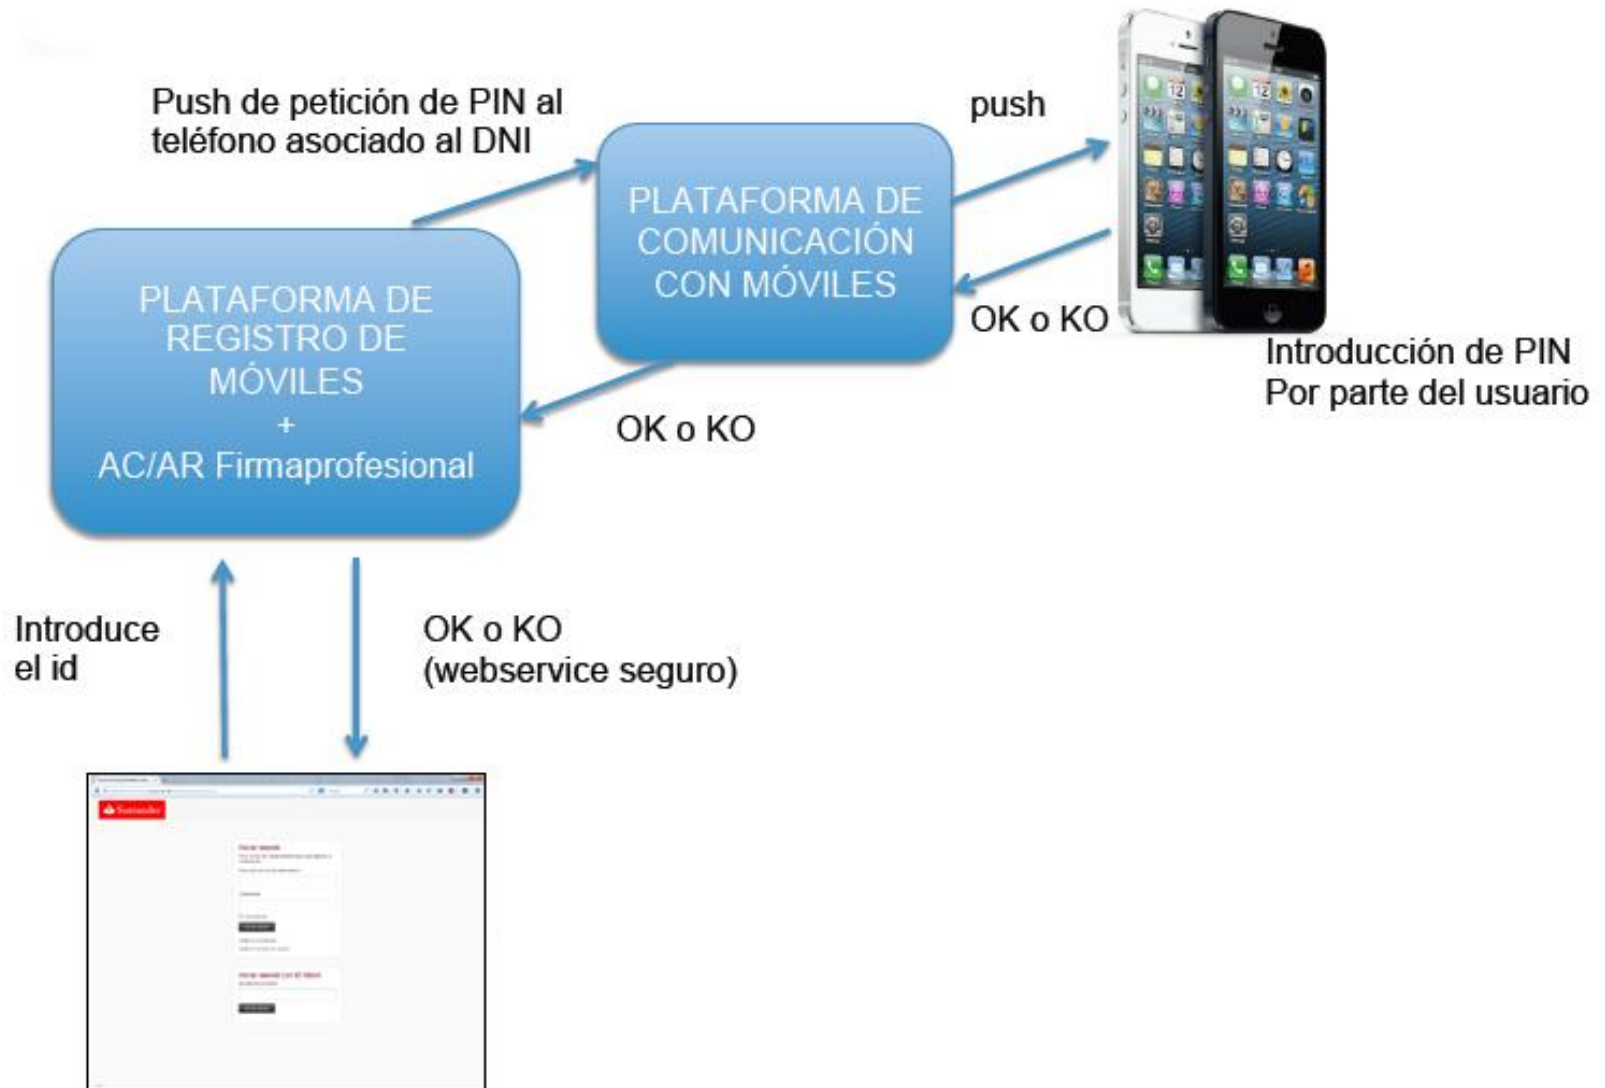 Push de petición de PIN al
teléfono asociado al DNI
push
PLATAFORMA DE
COMUNICACIÓN
CON MÓVILES
PLATAFORMA DE
REGISTRO DE
MÓVILES
+
AC/AR Firmaprofesional
OK o KO
Introducción de PIN
Por parte del usuario
OK o KO
Introduce
el id
OK o KO
(webservice seguro)
Santander